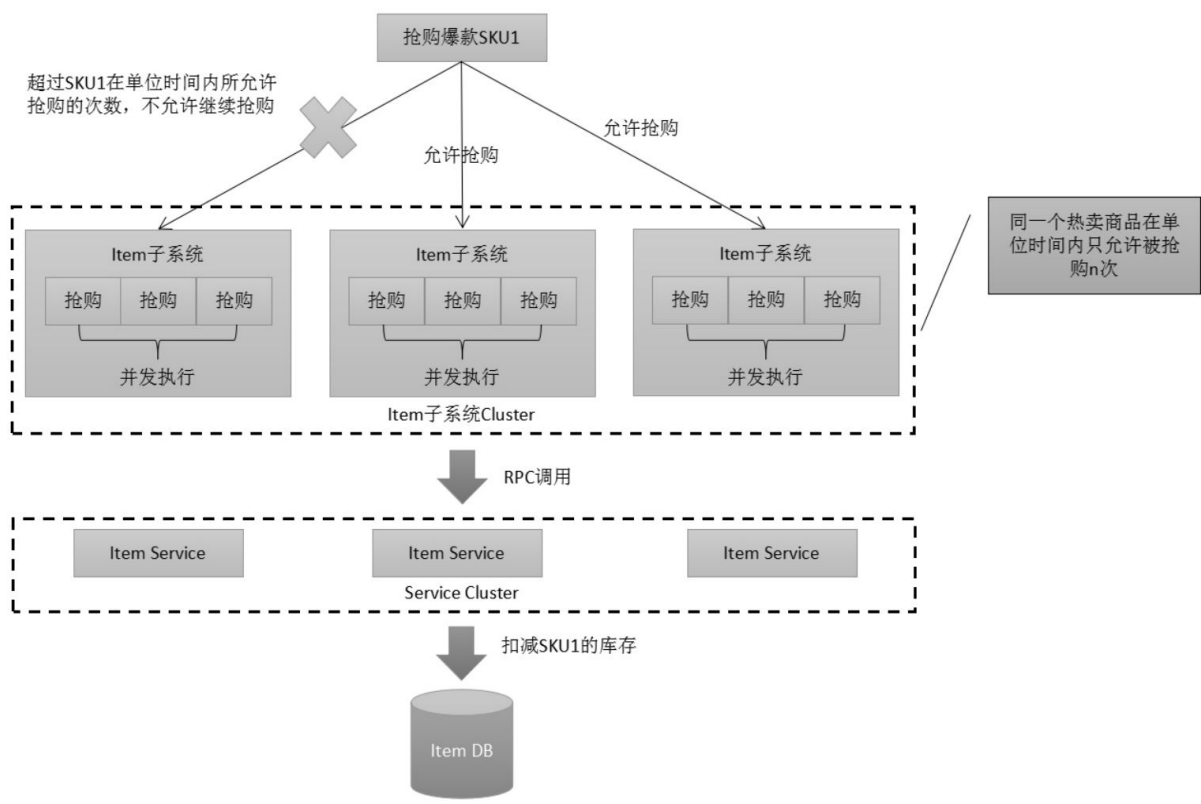 抢购爆款SKU1
超过SKU1在单位时间内所允许
抢购的次数，不允许继续抢购
允许抢购
允许抢购
同一个热卖商品在单
位时间内只允许被抢
购n次
Item子系统
Item子系统
Item子系统
抢购 抢购 抢购
抢购 抢购 抢购
抢购 抢购 抢购
并发执行
并发执行
并发执行
Item子系统Cluster
RPC调用
Item Service
Item Service
Item Service
Service Cluster
扣减SKU1的库存
Item DB